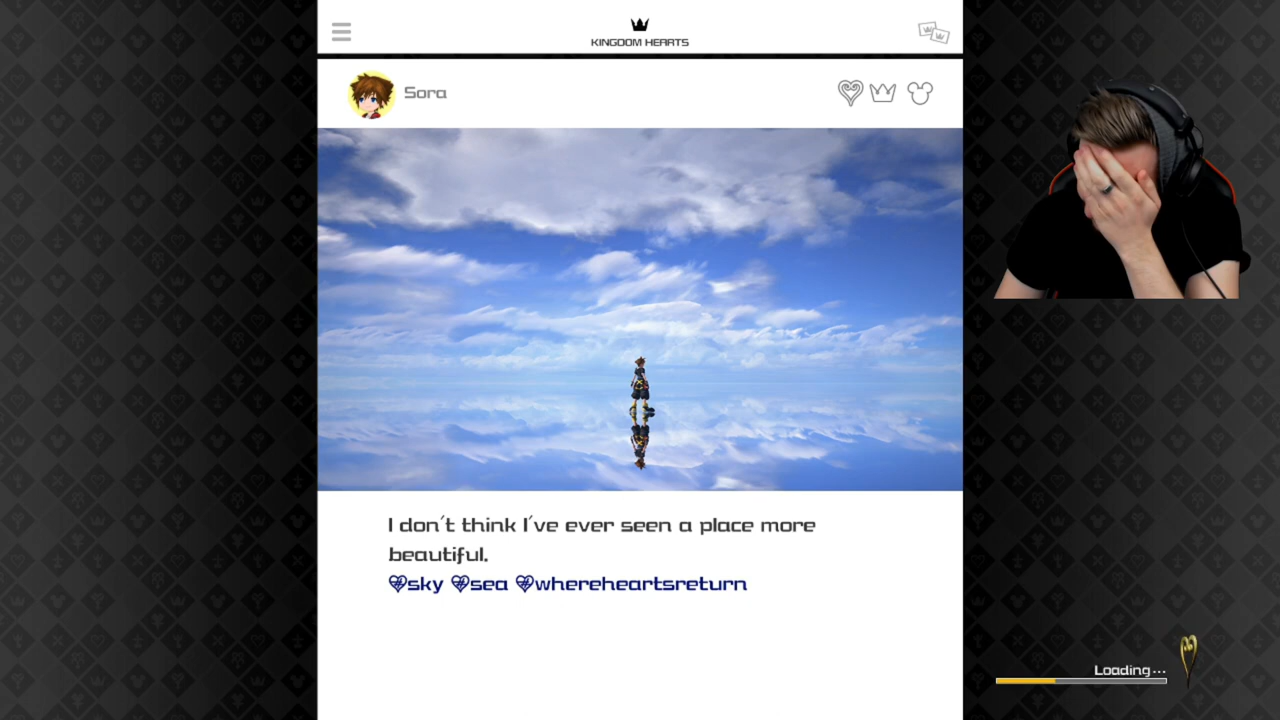 KINGDOM HEARTS
Sora
I don't think I've ever seen a place more
beautiful.
sky sea whereheartsreturn
Loading...